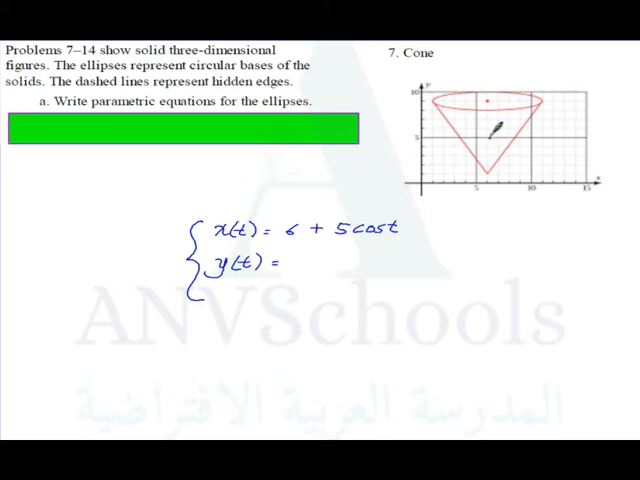 Problems 7–14 show solid three-dimensional
figures. The ellipses represent circular bases of the
solids. The dashed lines represent hidden edges.
a. Write parametric equations for the ellipses.
7. Cone
y
10
5
x
5
10
15
x(t) = 6 + 5 cos t
y(t) =
A
ANVSchools
المدرسة العربية الافتراضية